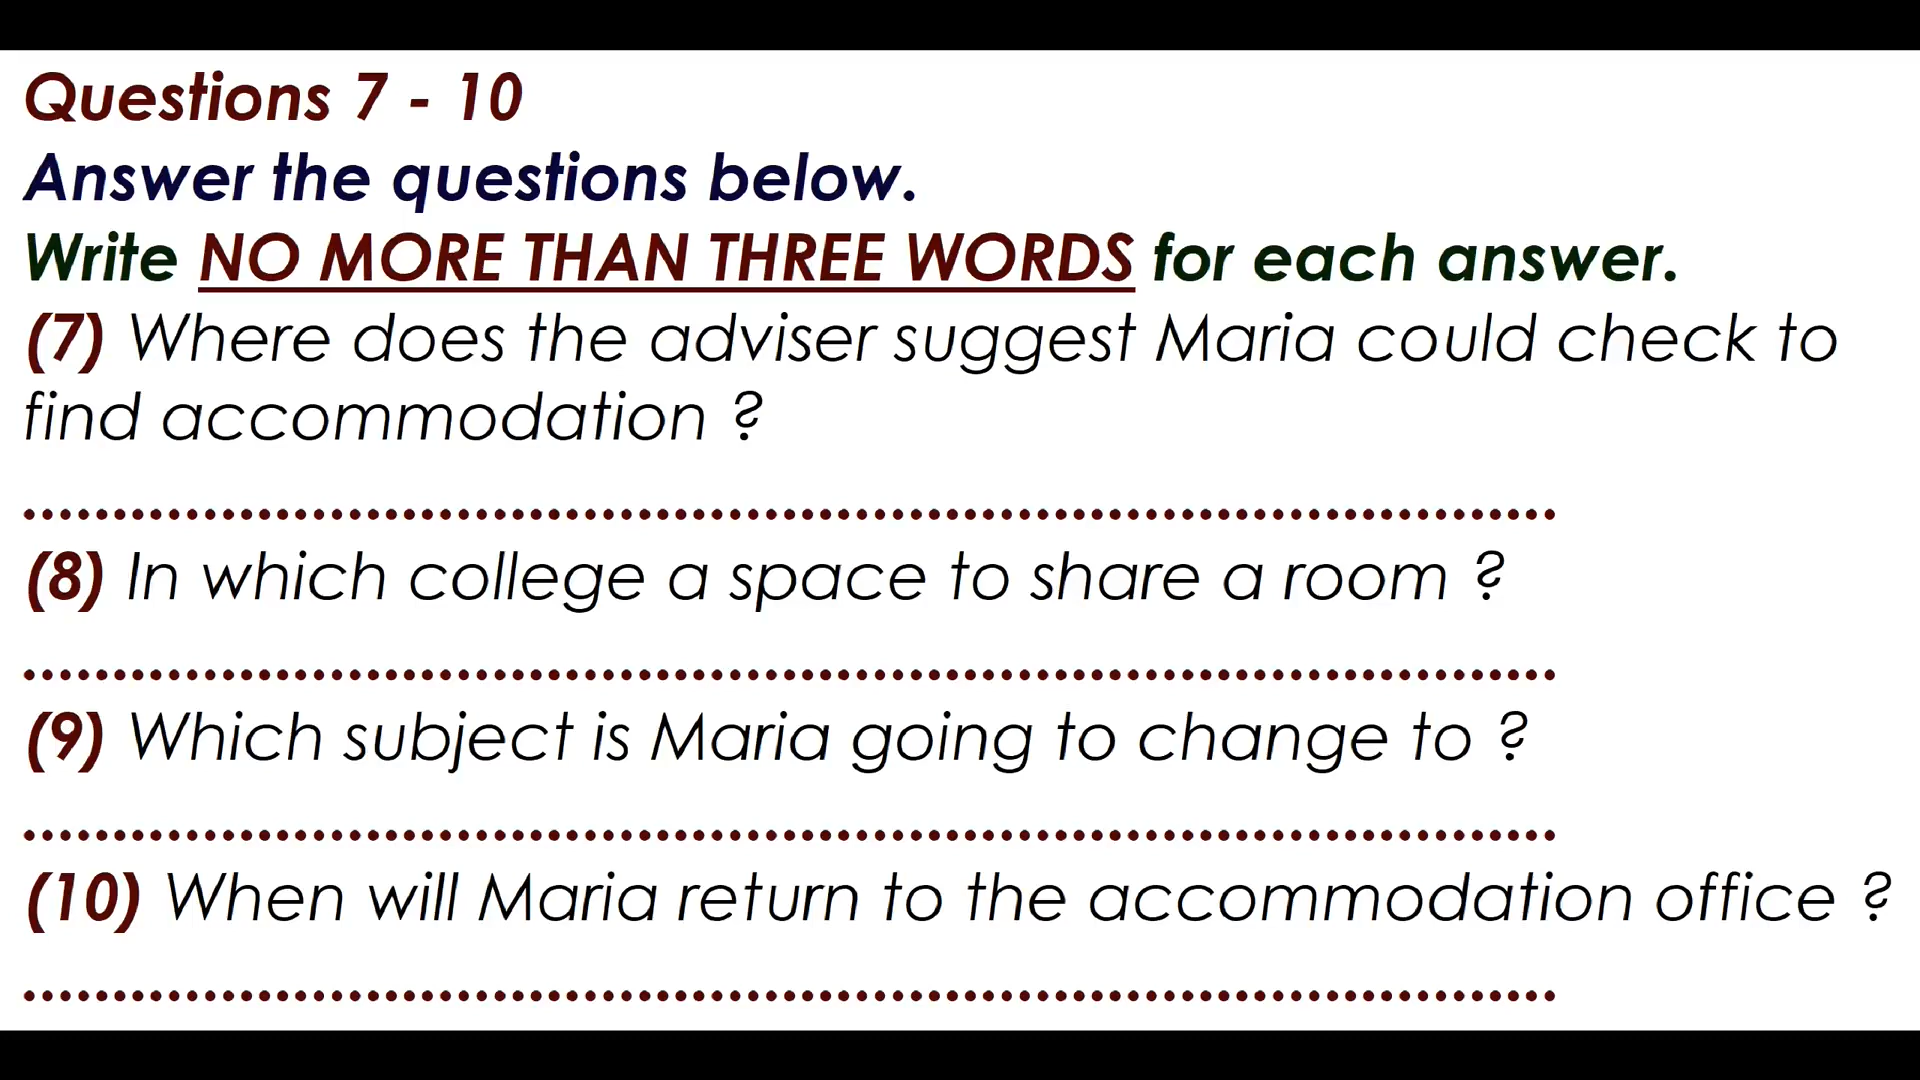 Questions 7 - 10
Answer the questions below.
Write NO MORE THAN THREE WORDS for each answer.
(7) Where does the adviser suggest Maria could check to
find accommodation ?
....................................................................................
(8) In which college a space to share a room ?
....................................................................................
(9) Which subject is Maria going to change to ?
....................................................................................
(10) When will Maria return to the accommodation office ?
....................................................................................